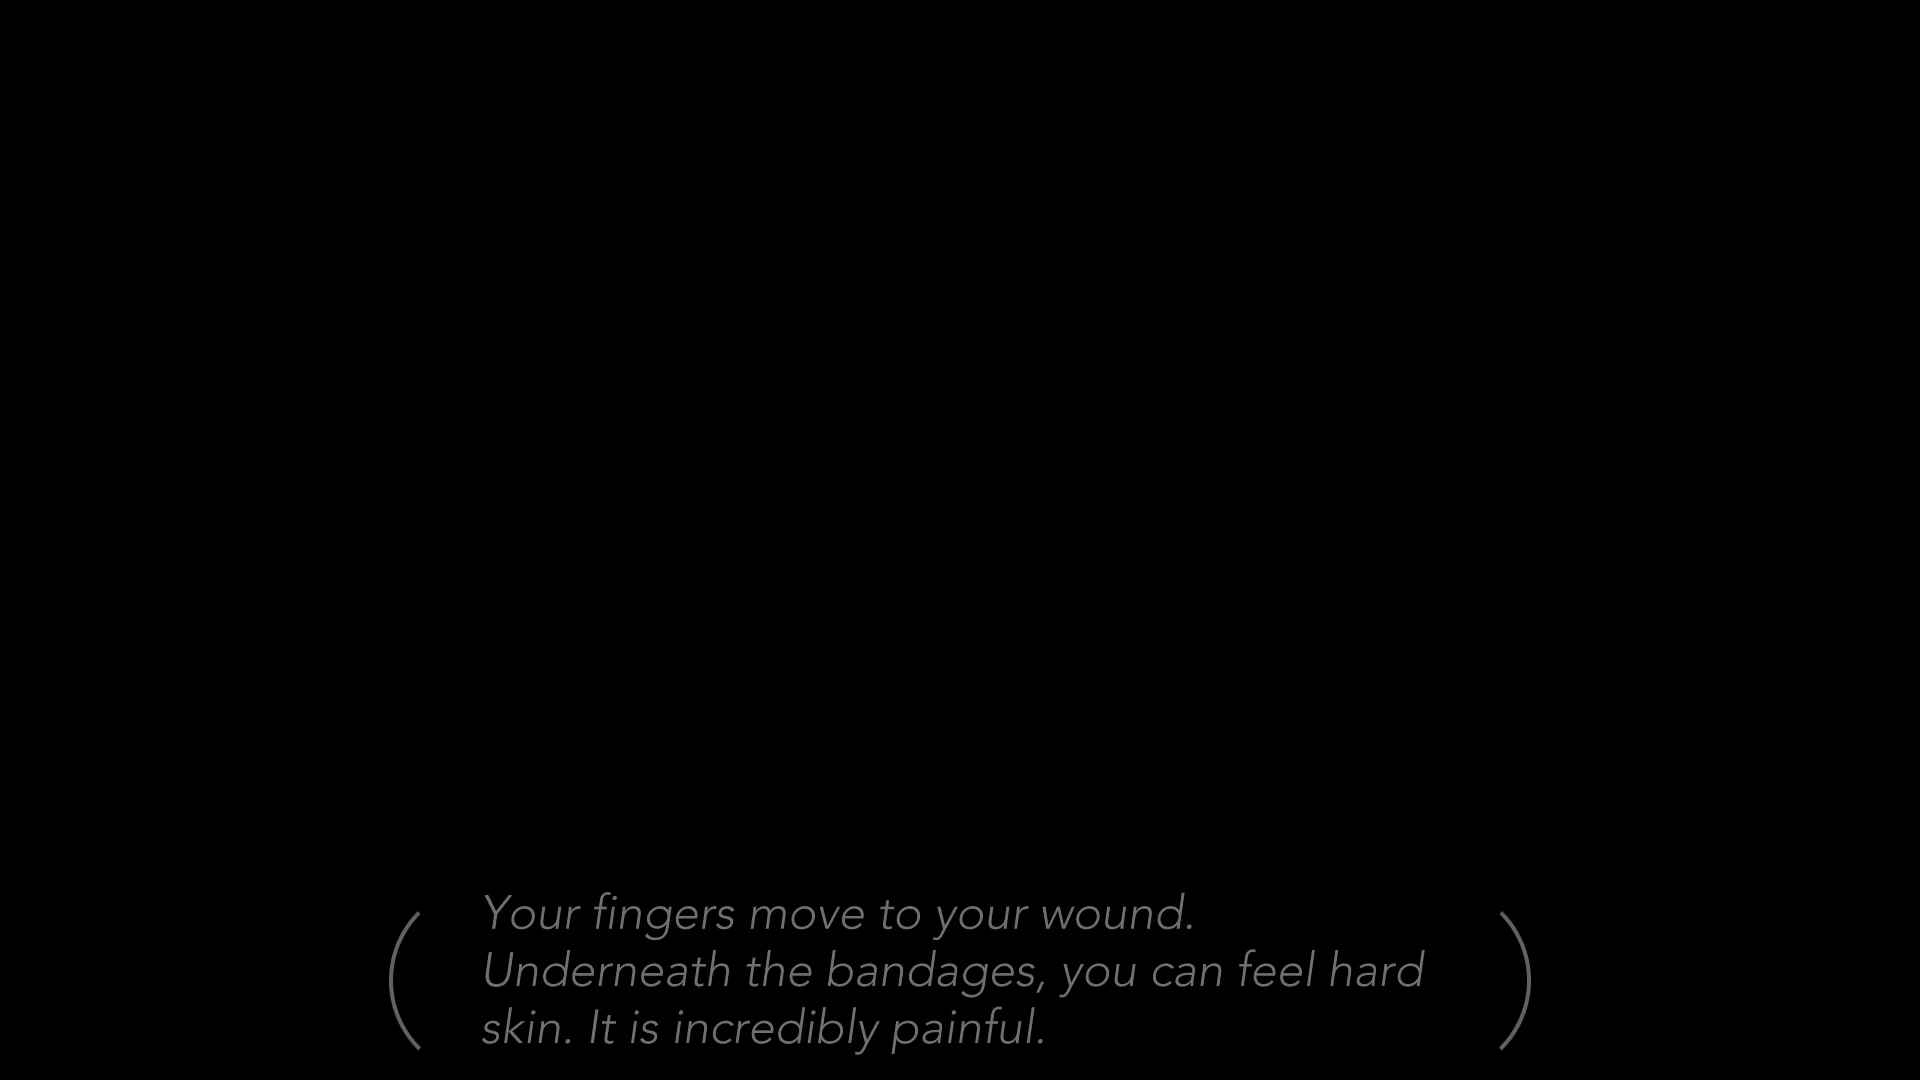 Your fingers move to your wound.
Underneath the bandages, you can feel hard
skin. It is incredibly painful.